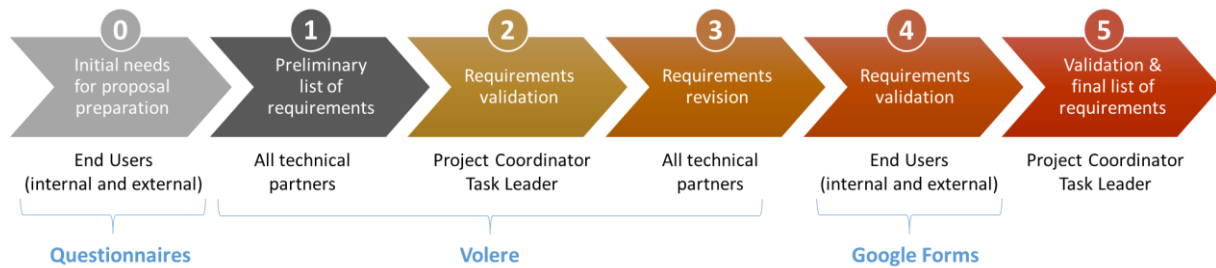 0
Initial needs
for proposal
preparation
1
Preliminary
list of
requirements
2
Requirements
validation
3
Requirements
revision
4
Requirements
validation
5
Validation &
final list of
requirements
End Users
(internal and external)
All technical
partners
Project Coordinator
Task Leader
All technical
partners
End Users
(internal and external)
Project Coordinator
Task Leader
Questionnaires
Volere
Google Forms